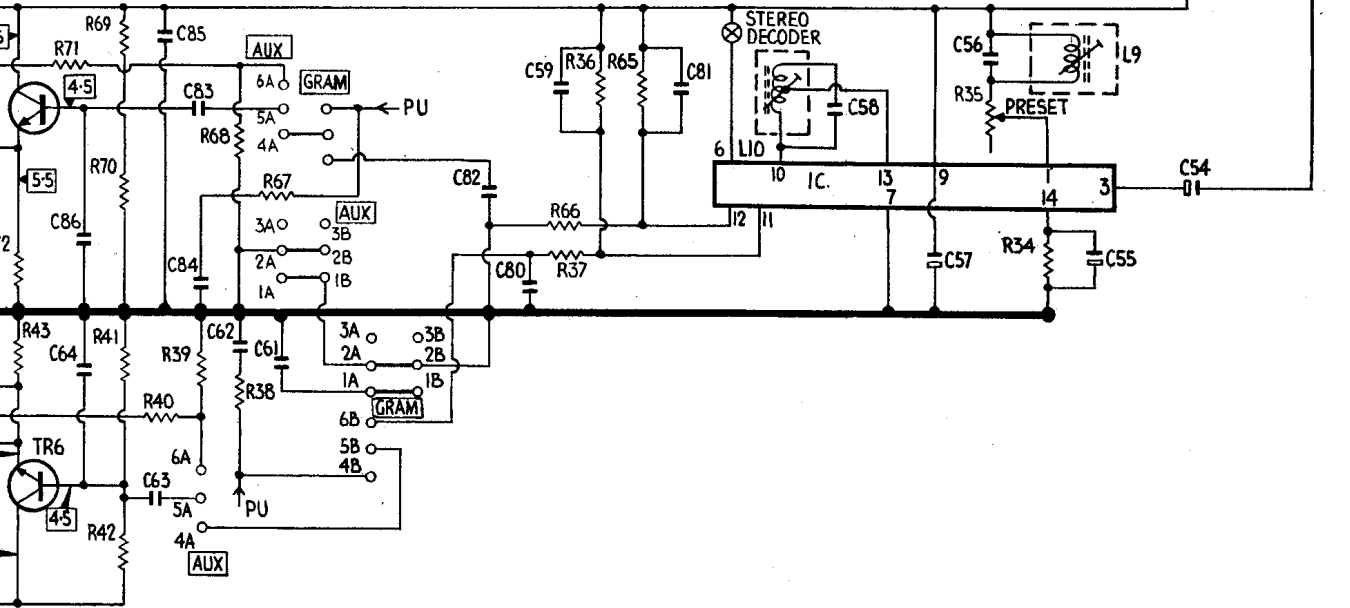 R69
C85
STEREO
DECODER
R71
AUX
C56
L9
6A
GRAM
C59
R36
R65
C81
4·5
C83
C58
R35
PRESET
PU
5A
R68
4A
6
L10
R70
10
IC.
13
9
C54
3
5·5
R67
C82
7
14
AUX
R66
12
11
C86
3A
3B
R34
2A
2B
C84
C80
R37
C57
C55
1A
1B
R43
R41
C62
3A
3B
C64
R39
C61
2A
2B
1A
1B
R38
GRAM
R40
6B
TR6
5B
6A
4B
C63
PU
5A
4·5
R42
4A
AUX